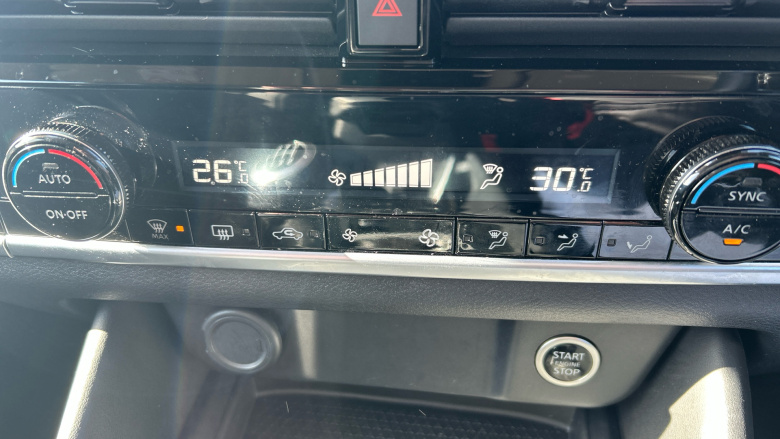 26.0°C
30.0°C
AUTO
ON·OFF
SYNC
A/C
MAX
START
ENGINE
STOP